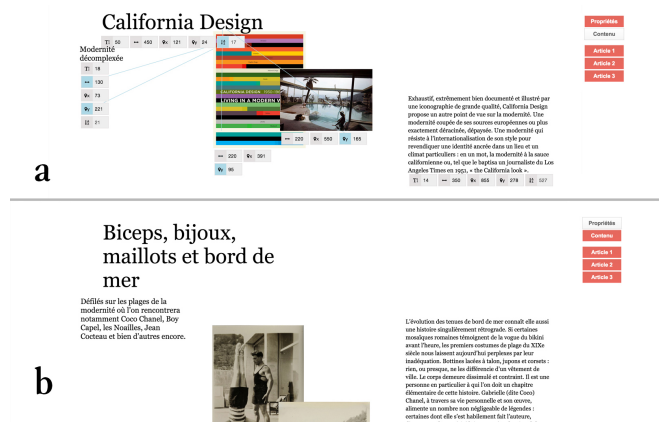 California Design
50 450 121 24 17
Modernité
décomplexée
18
130
73
221
21
CALIFORNIA DESIGN
LIVING IN A MODERN
220 550 165
220 391
95
Propriétés
Contenu
Article 1
Article 2
Article 3
Exhaustif, extrêmement bien documenté et illustré par
une iconographie de grande qualité, California Design
propose un autre point de vue sur la modernité. Une
modernité coupée de ses sources européennes ou plus
exactement déracinée, dépaysée. Une modernité qui
résiste à l'internationalisation de son style pour
revendiquer une identité ancrée dans un lieu et un
climat particuliers : en un mot, la modernité à la sauce
californienne ou, tel que le baptisa un journaliste du Los
Angeles Times en 1951, « the California look ».
14 350 655 278 507
a
Biceps, bijoux,
maillots et bord de
mer
Défilés sur les plages de la
modernité où l'on rencontrera
notamment Coco Chanel, Boy
Capel, les Noailles, Jean
Cocteau et bien d'autres encore.
Propriétés
Contenu
Article 1
Article 2
Article 3
L'évolution des tenues de bord de mer connaît elle aussi
une histoire singulièrement rétrograde. Si certaines
mosaïques romaines témoignent de la vogue du bikini
avant l'heure, les premiers costumes de plage du XIXe
siècle nous laissent aujourd'hui perplexes par leur
inadéquation. Bottines lacées à talon, jupons et corsets :
rien, ou presque, ne les différencie d'un vêtement de
ville. Le corps demeure dissimulé et contraint. Il est une
personne en particulier à qui l'on doit un chapitre
élémentaire de cette histoire. Gabrielle (dite Coco)
Chanel, à travers sa vie personnelle et son œuvre,
alimente un nombre non négligeable de légendes :
certaines dont elle s'est habilement fait l'auteure,
b